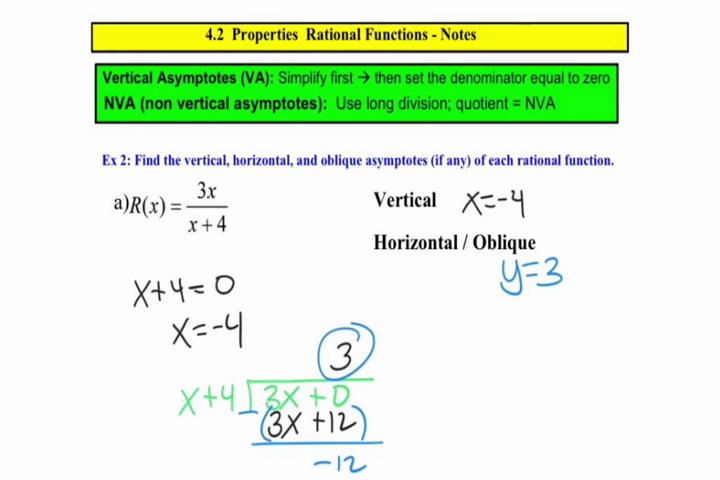 4.2 Properties Rational Functions - Notes
Vertical Asymptotes (VA): Simplify first → then set the denominator equal to zero
NVA (non vertical asymptotes): Use long division; quotient = NVA
Ex 2: Find the vertical, horizontal, and oblique asymptotes (if any) of each rational function.
a) R(x) = 3x / x + 4
Vertical x=-4
Horizontal / Oblique
y=3
x+4=0
x=-4
3
x+4 3x + 0
(3x +12)
-12